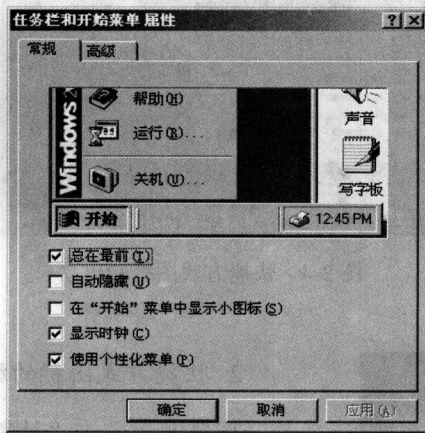 任务栏和开始菜单 属性
常规 高级
Windows 2
帮助(H)
运行(R)...
关机(U)...
声音
写字板
开始 12:45 PM
总在最前(T)
自动隐藏(U)
在“开始”菜单中显示小图标(S)
显示时钟(C)
使用个性化菜单(P)
确定 取消 应用(A)